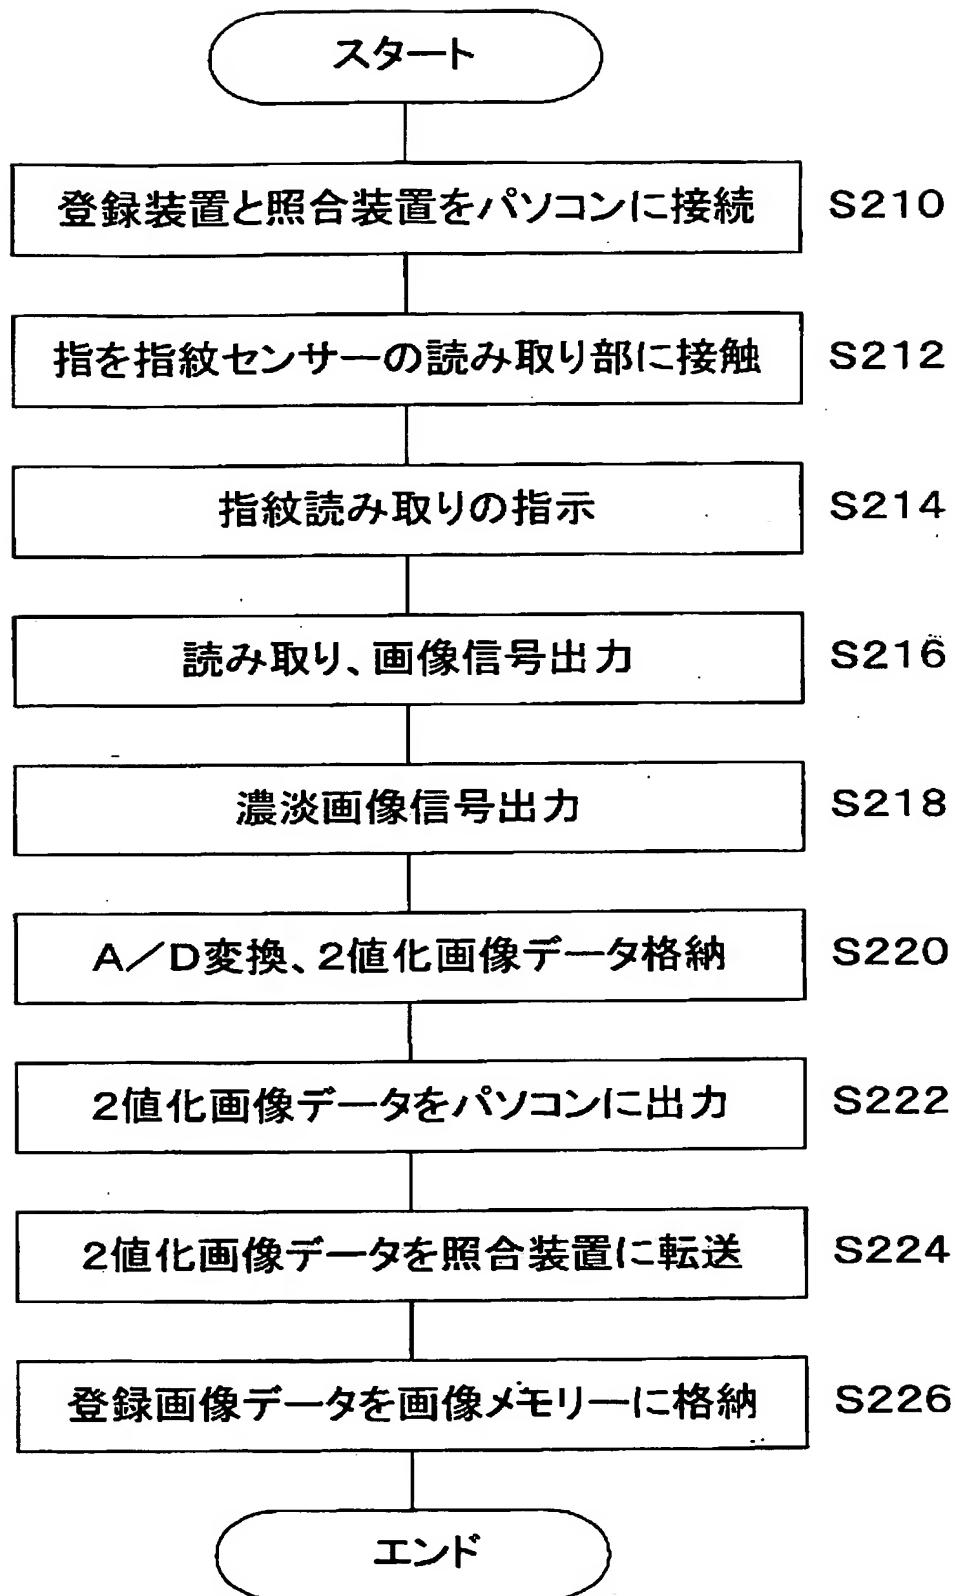 スタート
登録装置と照合装置をパソコンに接続 S210
指を指紋センサーの読み取り部に接触 S212
指紋読み取りの指示 S214
読み取り、画像信号出力 S216
濃淡画像信号出力 S218
A/D変換、2値化画像データ格納 S220
2値化画像データをパソコンに出力 S222
2値化画像データを照合装置に転送 S224
登録画像データを画像メモリーに格納 S226
エンド